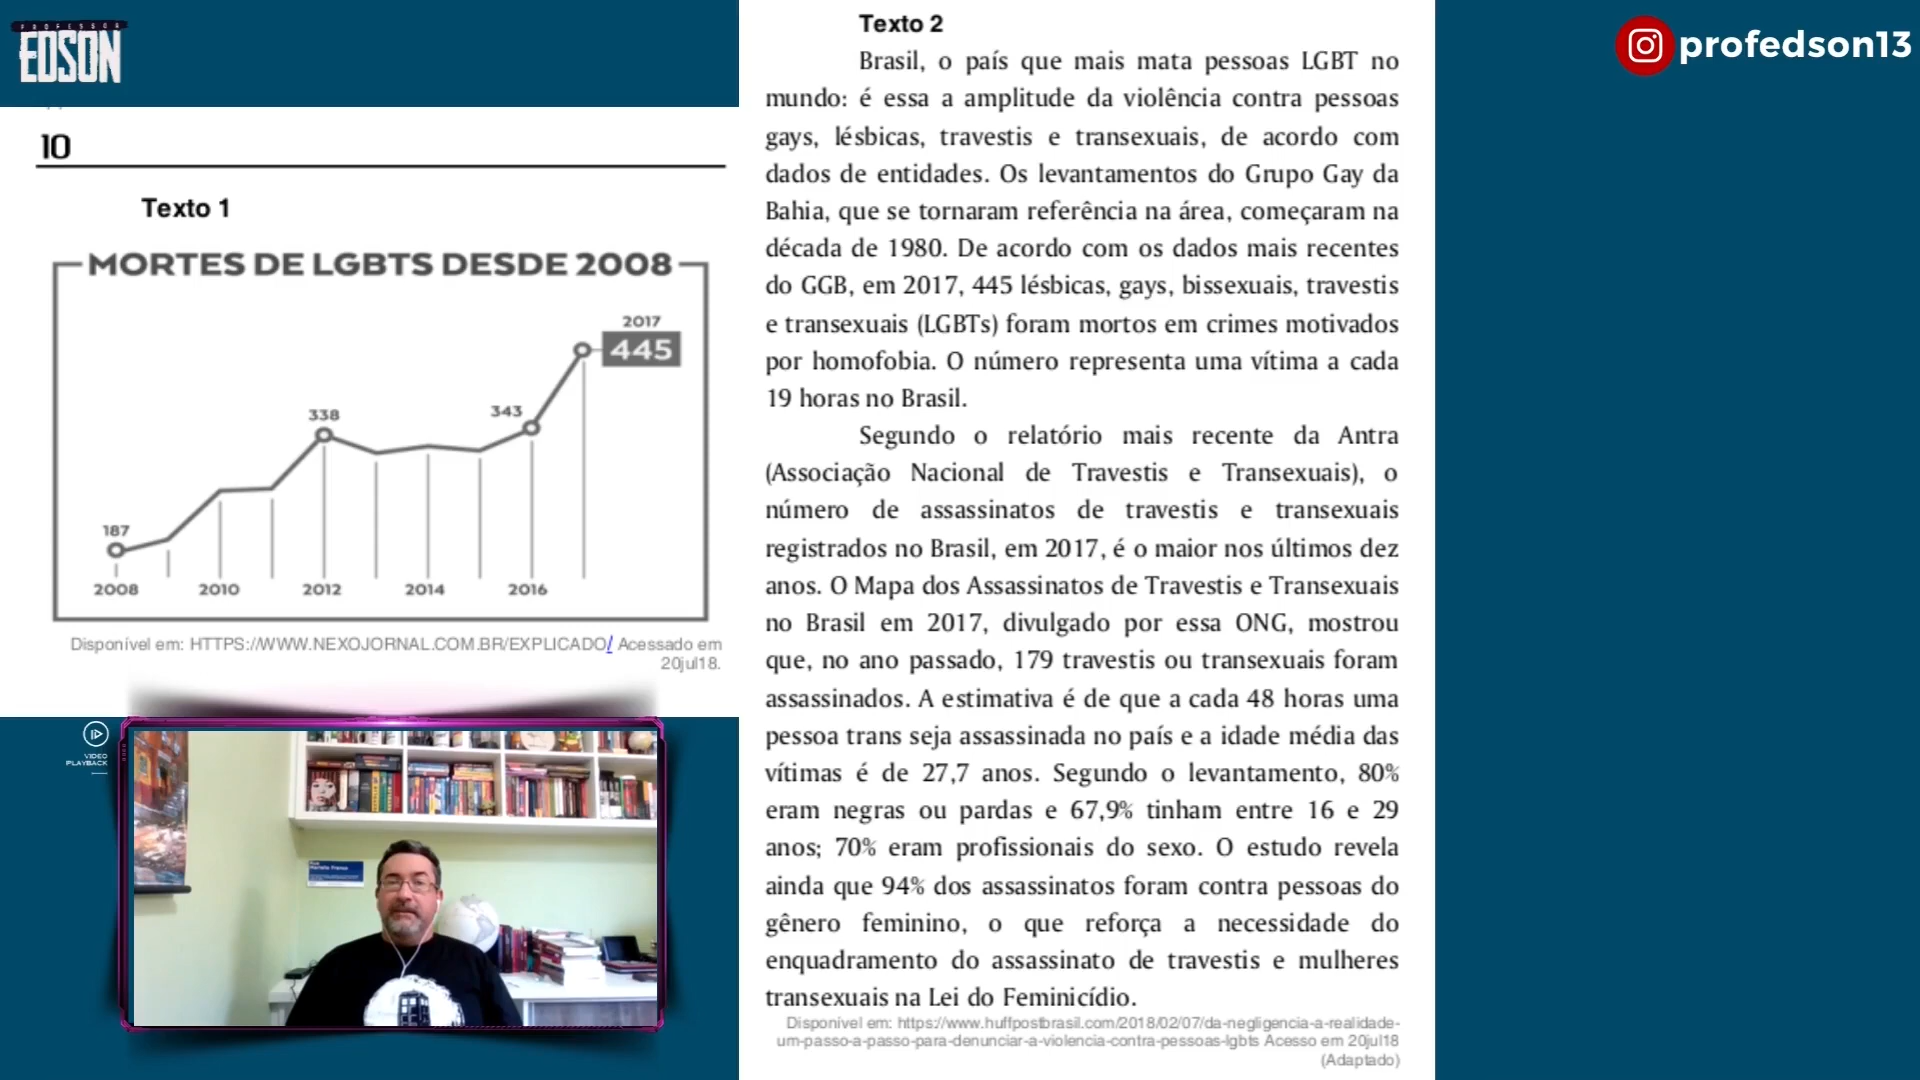 PROFESSOR
EDSON
profedson13
10
Texto 1
MORTES DE LGBTS DESDE 2008
2017
445
343
338
187
2008
2010
2012
2014
2016
Disponível em: HTTPS://WWW.NEXOJORNAL.COM.BR/EXPLICADO/ Acessado em
20jul18.
VIDEO
PLAYBACK
Texto 2
Brasil, o país que mais mata pessoas LGBT no
mundo: é essa a amplitude da violência contra pessoas
gays, lésbicas, travestis e transexuais, de acordo com
dados de entidades. Os levantamentos do Grupo Gay da
Bahia, que se tornaram referência na área, começaram na
década de 1980. De acordo com os dados mais recentes
do GGB, em 2017, 445 lésbicas, gays, bissexuais, travestis
e transexuais (LGBTs) foram mortos em crimes motivados
por homofobia. O número representa uma vítima a cada
19 horas no Brasil.
Segundo o relatório mais recente da Antra
(Associação Nacional de Travestis e Transexuais), o
número de assassinatos de travestis e transexuais
registrados no Brasil, em 2017, é o maior nos últimos dez
anos. O Mapa dos Assassinatos de Travestis e Transexuais
no Brasil em 2017, divulgado por essa ONG, mostrou
que, no ano passado, 179 travestis ou transexuais foram
assassinados. A estimativa é de que a cada 48 horas uma
pessoa trans seja assassinada no país e a idade média das
vítimas é de 27,7 anos. Segundo o levantamento, 80%
eram negras ou pardas e 67,9% tinham entre 16 e 29
anos; 70% eram profissionais do sexo. O estudo revela
ainda que 94% dos assassinatos foram contra pessoas do
gênero feminino, o que reforça a necessidade do
enquadramento do assassinato de travestis e mulheres
transexuais na Lei do Feminicídio.
Disponível em: https://www.huffpostbrasil.com/2018/02/07/da-negligencia-a-realidade-
um-passo-a-passo-para-denunciar-a-violencia-contra-pessoas-lgbts Acesso em 20jul18
(Adaptado)